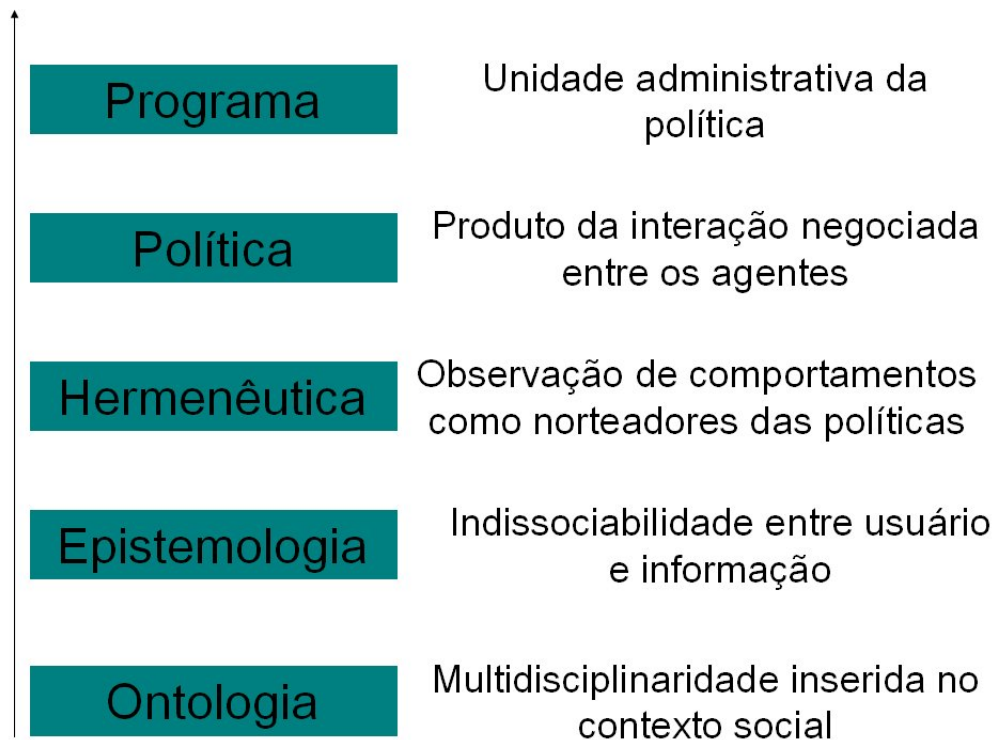 Programa
Unidade administrativa da
política
Política
Produto da interação negociada
entre os agentes
Hermenêutica
Observação de comportamentos
como norteadores das políticas
Epistemologia
Indissociabilidade entre usuário
e informação
Ontologia
Multidisciplinaridade inserida no
contexto social